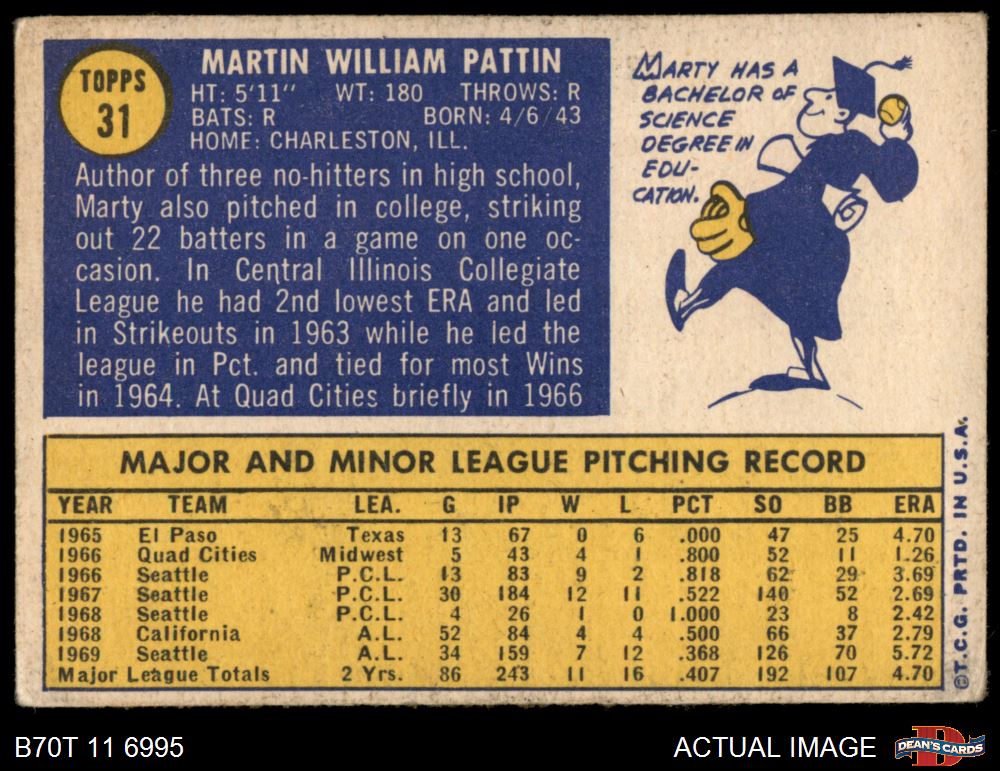 TOPPS
31
MARTIN WILLIAM PATTIN
HT: 5'11" WT: 180 THROWS: R
BATS: R BORN: 4/6/43
HOME: CHARLESTON, ILL.
Author of three no-hitters in high school,
Marty also pitched in college, striking
out 22 batters in a game on one oc-
casion. In Central Illinois Collegiate
League he had 2nd lowest ERA and led
in Strikeouts in 1963 while he led the
league in Pct. and tied for most Wins
in 1964. At Quad Cities briefly in 1966
MARTY HAS A
BACHELOR OF
SCIENCE
DEGREE IN
EDU-
CATION.
MAJOR AND MINOR LEAGUE PITCHING RECORD
YEAR TEAM LEA. G IP W L PCT SO BB ERA
1965 El Paso Texas 13 67 0 6 .000 47 25 4.70
1966 Quad Cities Midwest 5 43 4 1 .800 52 11 1.26
1966 Seattle P.C.L. 13 83 9 2 .818 62 29 3.69
1967 Seattle P.C.L. 30 184 12 11 .522 140 52 2.69
1968 Seattle P.C.L. 4 26 1 0 1.000 23 8 2.42
1968 California A.L. 52 84 4 4 .500 66 37 2.79
1969 Seattle A.L. 34 159 7 12 .368 126 70 5.72
Major League Totals 2 Yrs. 86 243 11 16 .407 192 107 4.70
©T.C.G. PRTD. IN U.S.A.
B70T 11 6995
ACTUAL IMAGE
DEAN'S CARDS